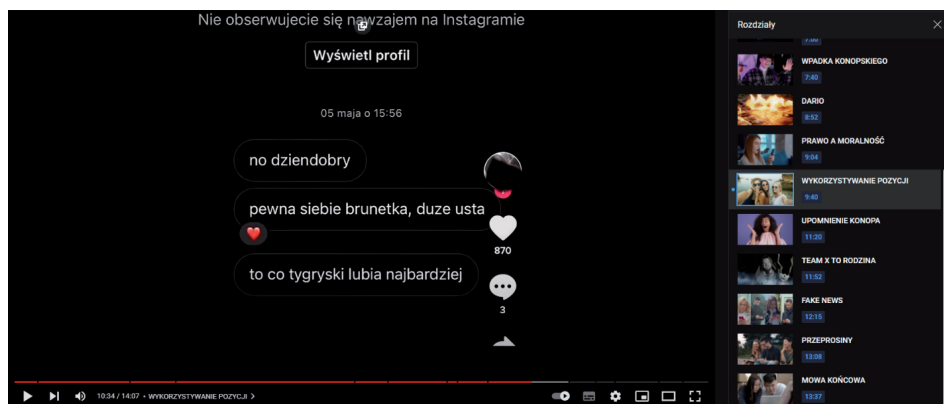 Nie obserwujecie się nawzajem na Instagramie
Wyświetl profil
05 maja o 15:56
no dziendobry
pewna siebie brunetka, duze usta
to co tygryski lubia najbardziej
870
3
10:34 / 14:07 • WYKORZYSTYWANIE POZYCJI >
Rozdziały
7:00
WPADKA KONOPSKIEGO
7:40
DARIO
8:52
PRAWO A MORALNOŚĆ
9:04
WYKORZYSTYWANIE POZYCJI
9:40
UPOMNIENIE KONOPA
11:20
TEAM X TO RODZINA
11:52
FAKE NEWS
12:15
PRZEPROSINY
13:08
MOWA KOŃCOWA
13:37